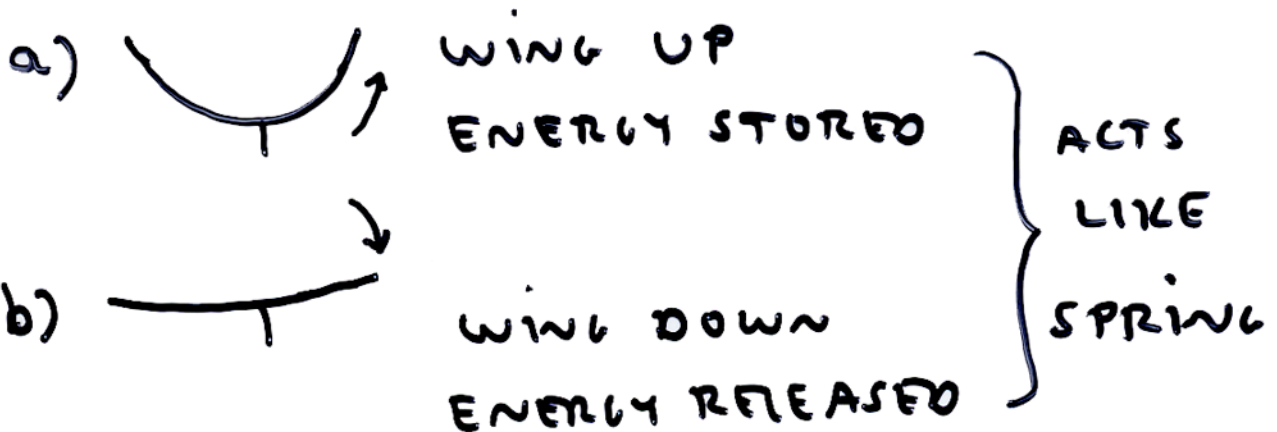 a) WING UP
ENERGY STORED
b) WING DOWN
ENERGY RELEASED
ACTS
LIKE
SPRING